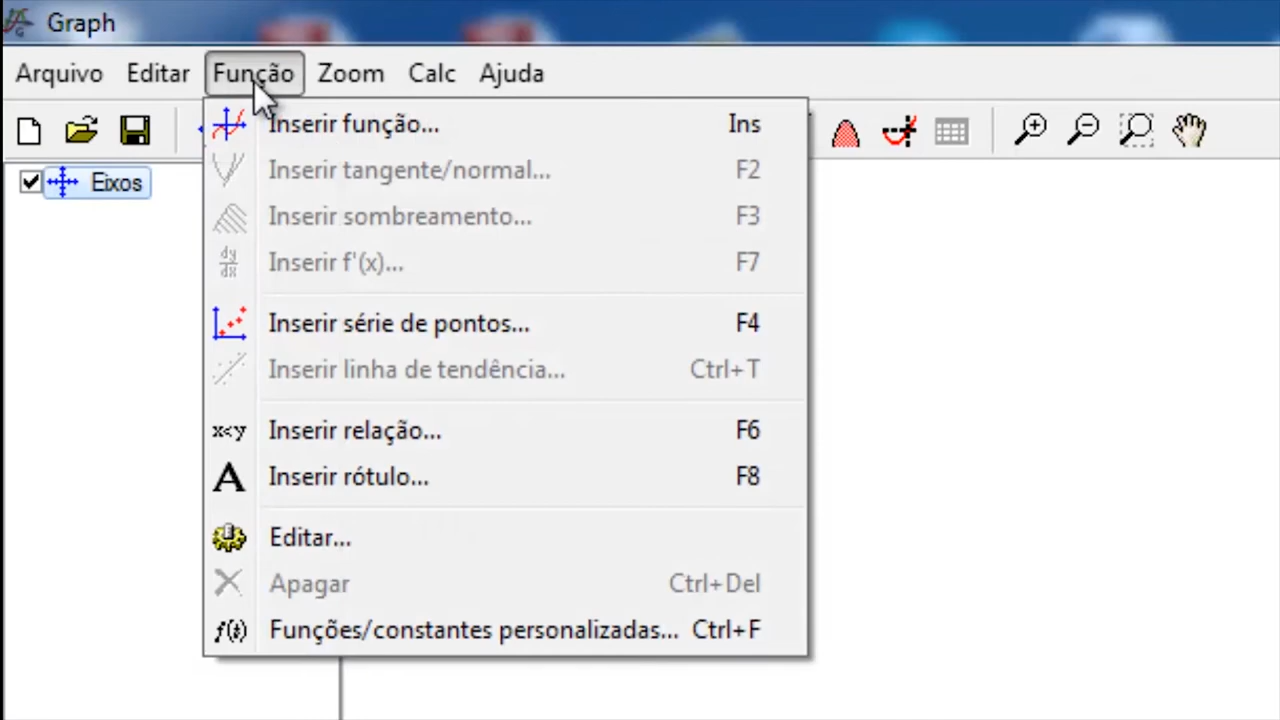 Graph
Arquivo Editar Função Zoom Calc Ajuda
Eixos
Inserir função... Ins
Inserir tangente/normal... F2
Inserir sombreamento... F3
dy
dx
Inserir f'(x)... F7
Inserir série de pontos... F4
Inserir linha de tendência... Ctrl+T
x<y Inserir relação... F6
A Inserir rótulo... F8
Editar...
Apagar Ctrl+Del
f(t) Funções/constantes personalizadas... Ctrl+F